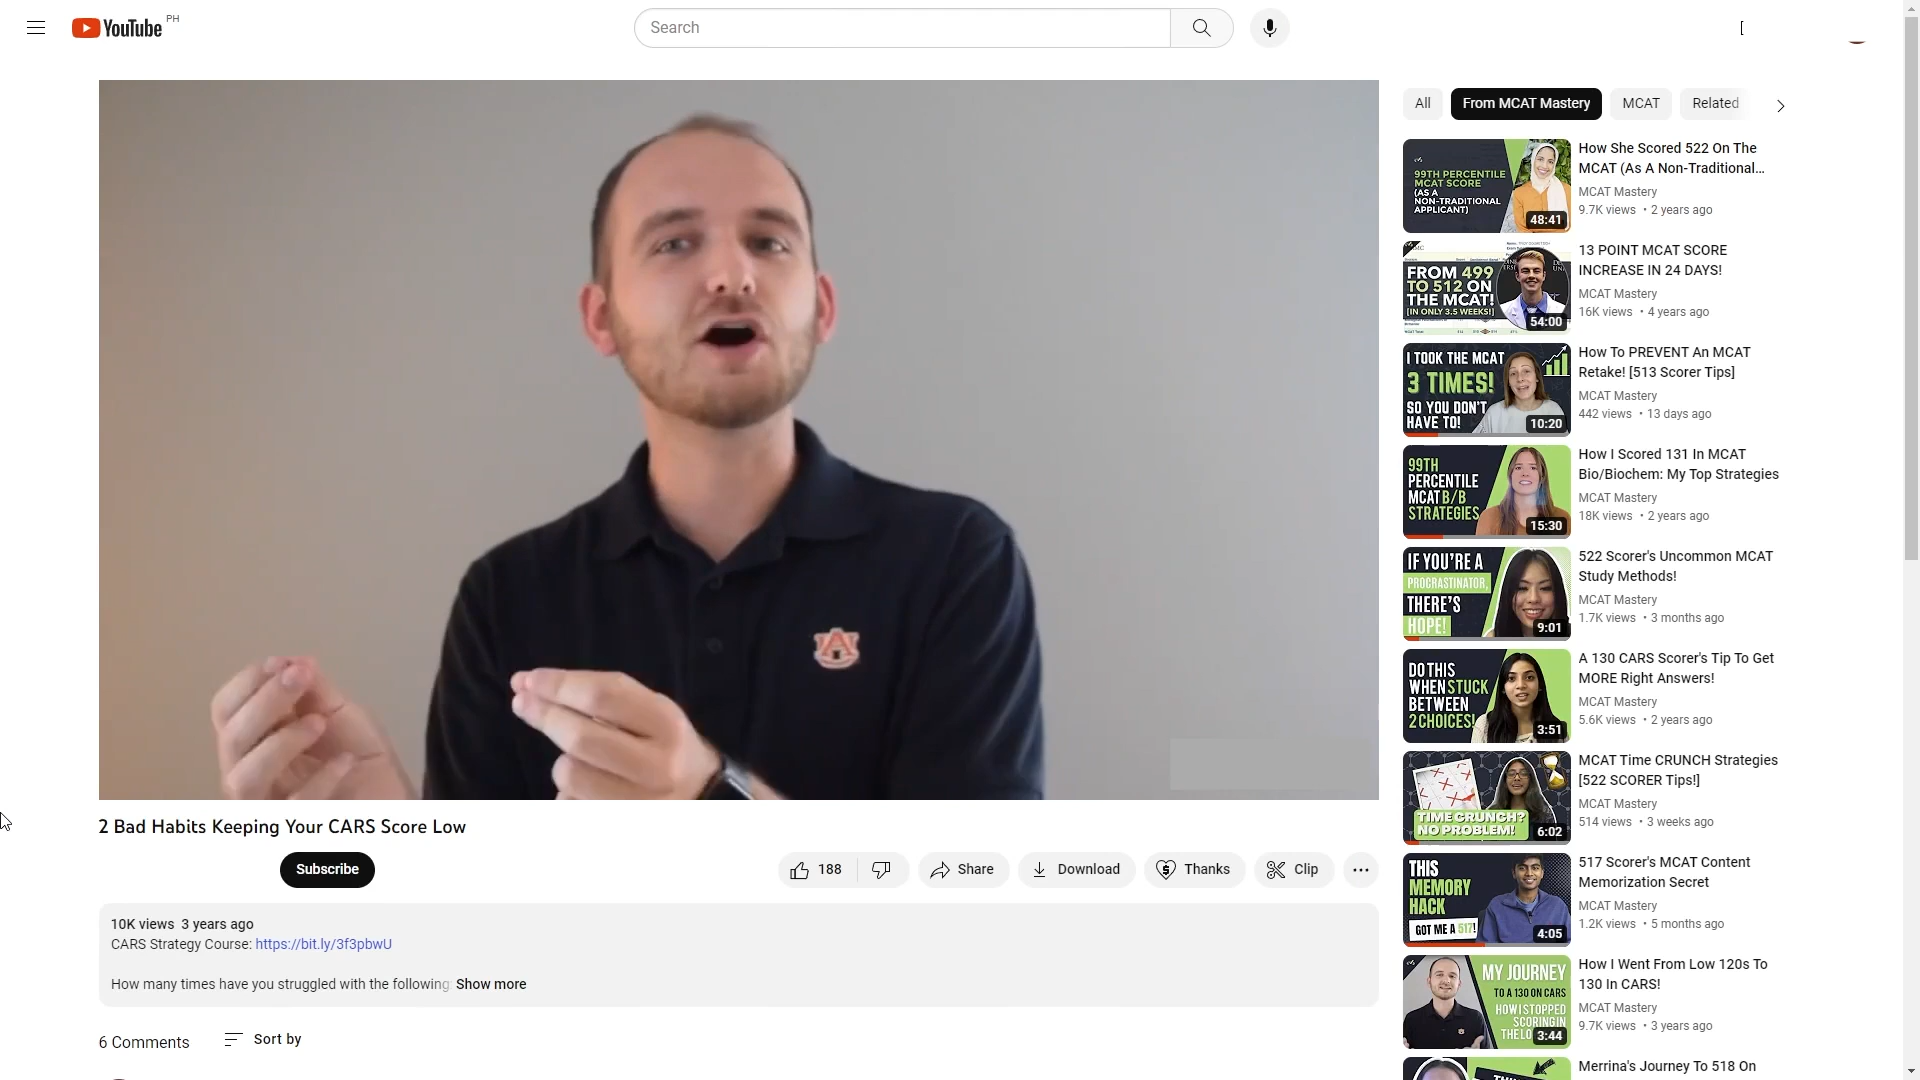 YouTube PH
Search
All
From MCAT Mastery
MCAT
Related
2 Bad Habits Keeping Your CARS Score Low
Subscribe
188
Share
Download
Thanks
Clip
10K views 3 years ago
CARS Strategy Course: https://bit.ly/3f3pbwU
How many times have you struggled with the following
Show more
6 Comments
Sort by
99TH PERCENTILE
MCAT SCORE
(AS A
NON-TRADITIONAL
APPLICANT)
48:41
How She Scored 522 On The
MCAT (As A Non-Traditional...
MCAT Mastery
9.7K views • 2 years ago
FROM 499
TO 512 ON
THE MCAT!
[IN ONLY 3.5 WEEKS!]
54:00
13 POINT MCAT SCORE
INCREASE IN 24 DAYS!
MCAT Mastery
16K views • 4 years ago
I TOOK THE MCAT
3 TIMES!
SO YOU DON'T
HAVE TO!
10:20
How To PREVENT An MCAT
Retake! [513 Scorer Tips]
MCAT Mastery
442 views • 13 days ago
99TH
PERCENTILE
MCAT B/B
STRATEGIES
15:30
How I Scored 131 In MCAT
Bio/Biochem: My Top Strategies
MCAT Mastery
18K views • 2 years ago
IF YOU'RE A
PROCRASTINATOR,
THERE'S
HOPE!
9:01
522 Scorer's Uncommon MCAT
Study Methods!
MCAT Mastery
1.7K views • 3 months ago
DO THIS
WHEN STUCK
BETWEEN
2 CHOICES!
3:51
A 130 CARS Scorer's Tip To Get
MORE Right Answers!
MCAT Mastery
5.6K views • 2 years ago
TIME CRUNCH?
NO PROBLEM!
6:02
MCAT Time CRUNCH Strategies
[522 SCORER Tips!]
MCAT Mastery
514 views • 3 weeks ago
THIS
MEMORY
HACK
GOT ME A 517!
4:05
517 Scorer's MCAT Content
Memorization Secret
MCAT Mastery
1.2K views • 5 months ago
MY JOURNEY
TO A 130 ON CARS
HOW I STOPPED
SCORING IN
THE LO
3:44
How I Went From Low 120s To
130 In CARS!
MCAT Mastery
9.7K views • 3 years ago
Merrina's Journey To 518 On